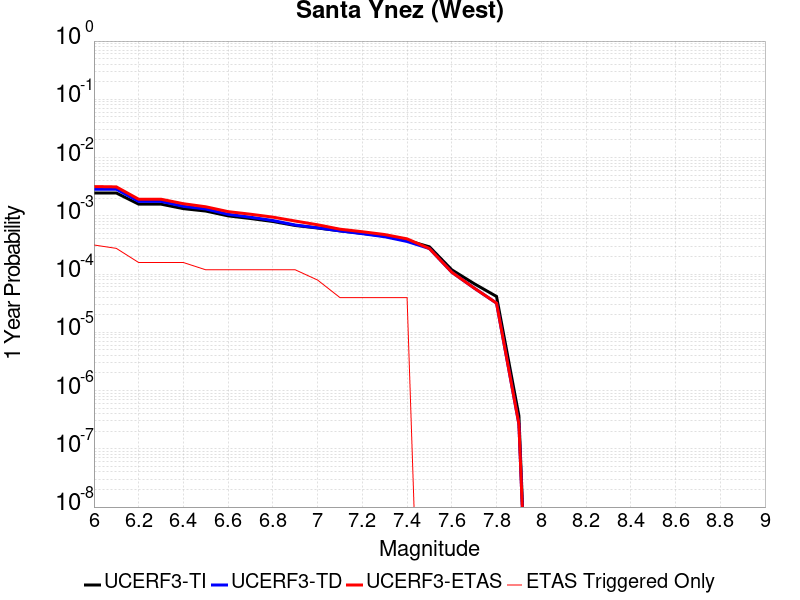 Santa Ynez (West)
10^0
10^-1
10^-2
10^-3
10^-4
10^-5
10^-6
10^-7
10^-8
1 Year Probability
6 6.2 6.4 6.6 6.8 7 7.2 7.4 7.6 7.8 8 8.2 8.4 8.6 8.8 9
Magnitude
UCERF3-TI UCERF3-TD UCERF3-ETAS ETAS Triggered Only